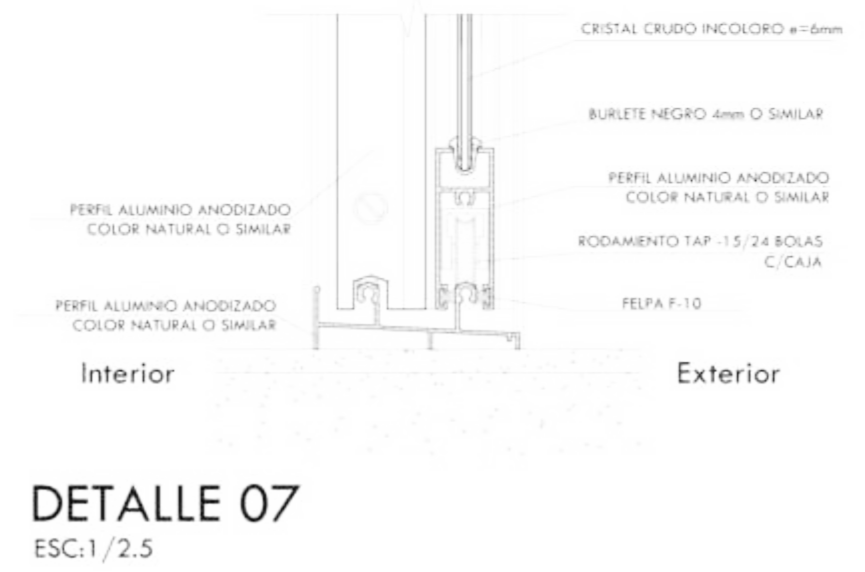 CRISTAL CRUDO INCOLORO e=6mm
BURLETE NEGRO 4mm O SIMILAR
PERFIL ALUMINIO ANODIZADO
COLOR NATURAL O SIMILAR
PERFIL ALUMINIO ANODIZADO
COLOR NATURAL O SIMILAR
RODAMIENTO TAP -15/24 BOLAS
C/CAJA
PERFIL ALUMINIO ANODIZADO
COLOR NATURAL O SIMILAR
FELPA F-10
Interior
Exterior
DETALLE 07
ESC:1/2.5